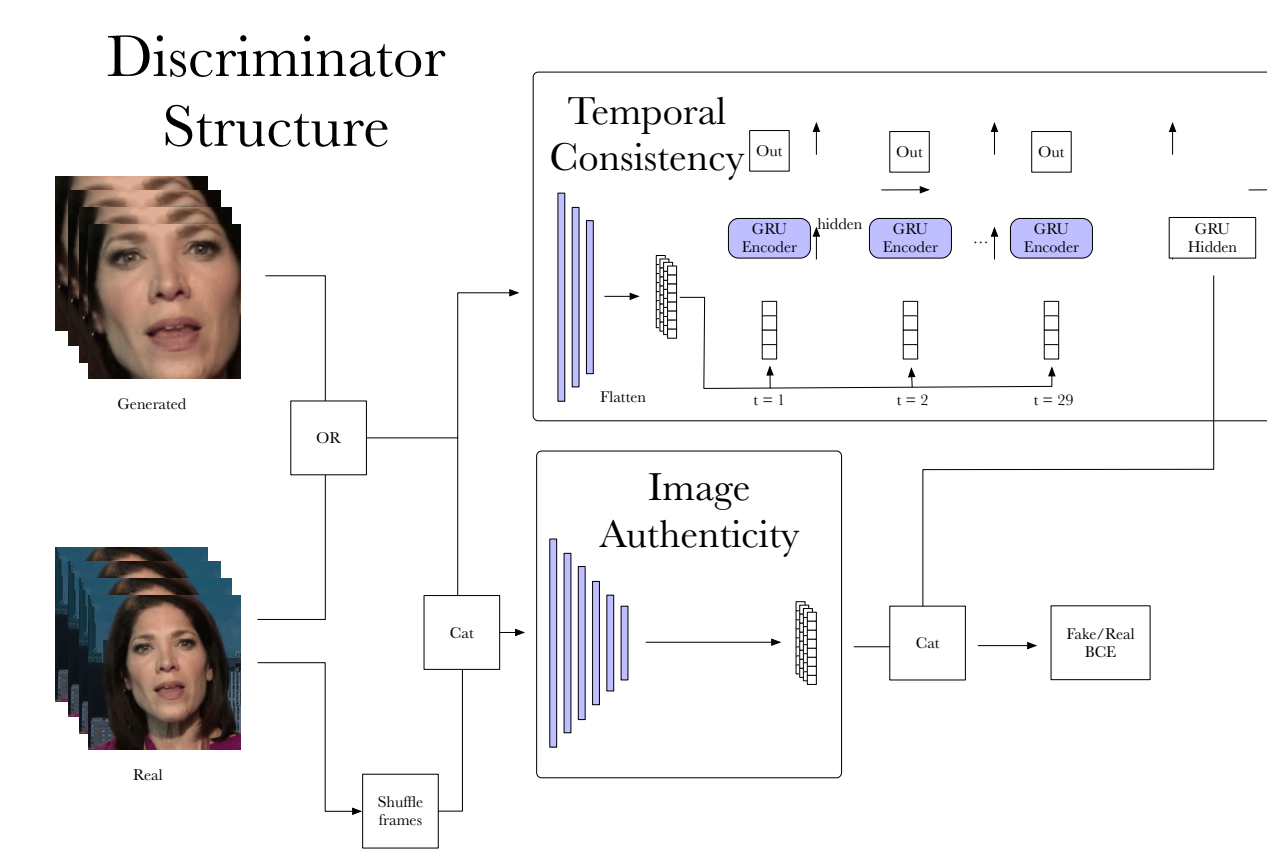 Discriminator
Structure
Generated
Real
OR
Shuffle
frames
Cat
Temporal
Consistency
Out
Out
Out
GRU
Encoder
hidden
GRU
Encoder
...
GRU
Encoder
GRU
Hidden
Flatten
t = 1
t = 2
t = 29
Image
Authenticity
Cat
Fake/Real
BCE